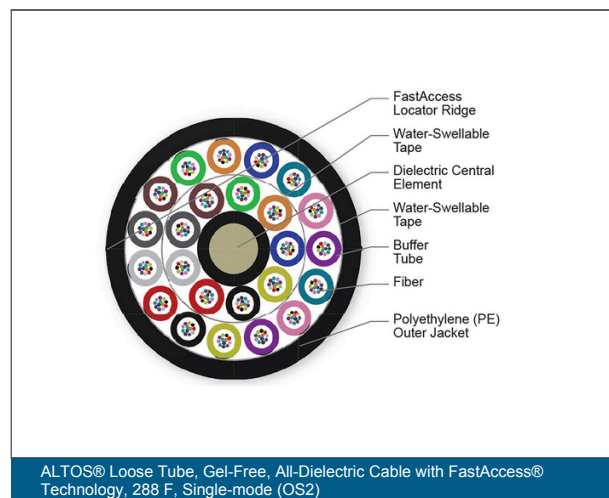 FastAccess
Locator Ridge
Water-Swellable
Tape
Dielectric Central
Element
Water-Swellable
Tape
Buffer
Tube
Fiber
Polyethylene (PE)
Outer Jacket
ALTOS® Loose Tube, Gel-Free, All-Dielectric Cable with FastAccess®
Technology, 288 F, Single-mode (OS2)